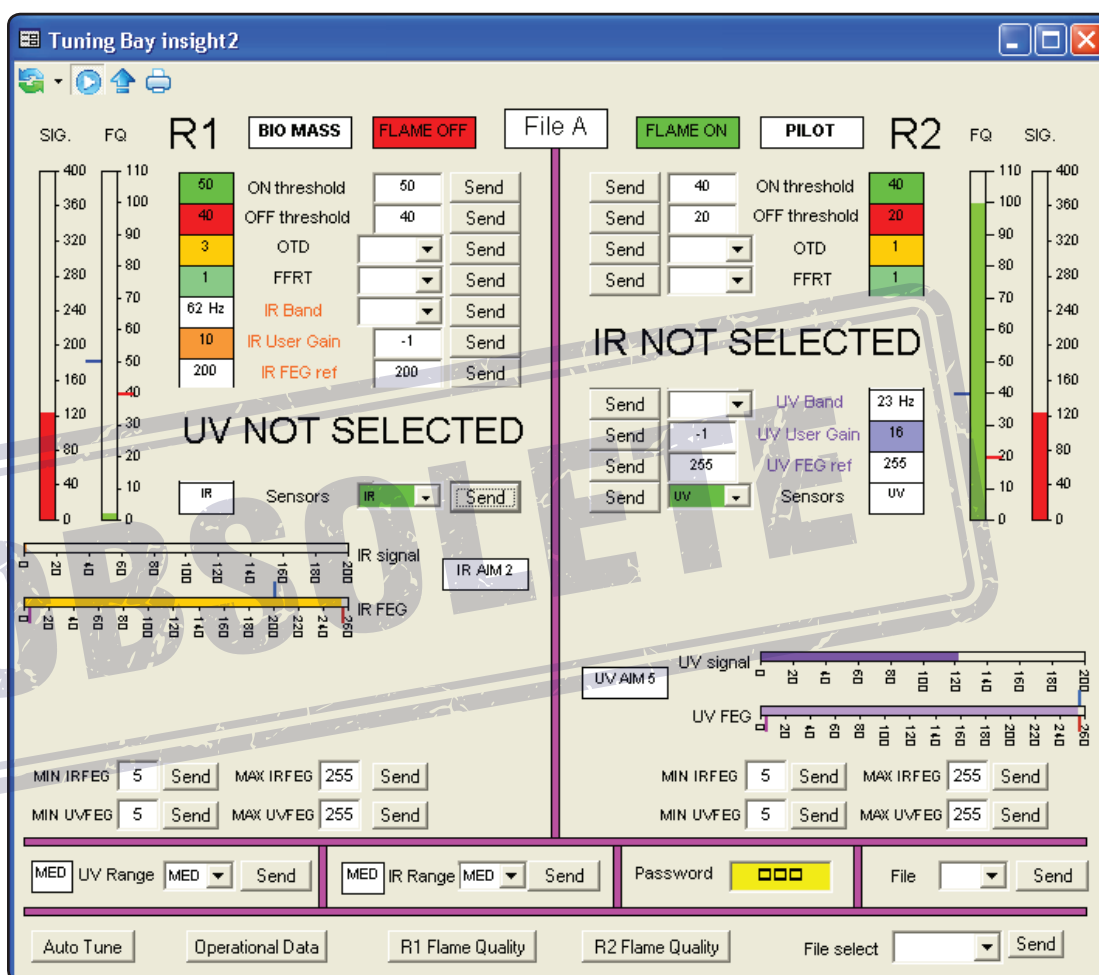 Tuning Bay insight2
SIG. FQ R1 BIO MASS FLAME OFF File A FLAME ON PILOT R2 FQ SIG.
400 360 320 280 240 200 160 120 80 40 0
110 100 90 80 70 60 50 40 30 20 10 0
50 ON threshold 50 Send
40 OFF threshold 40 Send
3 OTD Send
1 FFRT Send
62 Hz IR Band Send
10 IR User Gain -1 Send
200 IR FEG ref 200 Send
UV NOT SELECTED
IR Sensors IR Send
0 20 40 60 80 100 120 140 160 180 200 IR signal
IR AIM 2
0 20 40 60 80 100 120 140 160 180 200 220 240 260 IR FEG
MIN IRFEG 5 Send MAX IRFEG 255 Send
MIN UVFEG 5 Send MAX UVFEG 255 Send
Send 40 ON threshold 40
Send 20 OFF threshold 20
Send OTD 1
Send FFRT 1
IR NOT SELECTED
Send UV Band 23 Hz
Send -1 UV User Gain 16
Send 255 UV FEG ref 255
Send UV Sensors UV
110 100 90 80 70 60 50 40 30 20 10 0
400 360 320 280 240 200 160 120 80 40 0
UV signal 0 20 40 60 80 100 120 140 160 180 200
UV AIM 5
UV FEG 0 20 40 60 80 100 120 140 160 180 200 220 240 260
MIN IRFEG 5 Send MAX IRFEG 255 Send
MIN UVFEG 5 Send MAX UVFEG 255 Send
MED UV Range MED Send MED IR Range MED Send Password File Send
Auto Tune Operational Data R1 Flame Quality R2 Flame Quality File select Send
OBSOLETE